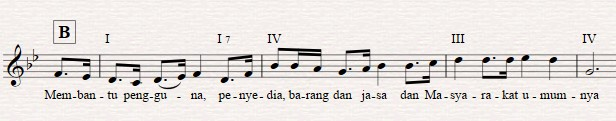 B
I I 7 IV III IV
Mem-ban - tu peng-gu - na, pe-nye-dia, ba-rang dan ja-sa dan Ma-sya - ra-kat u-mum - nya